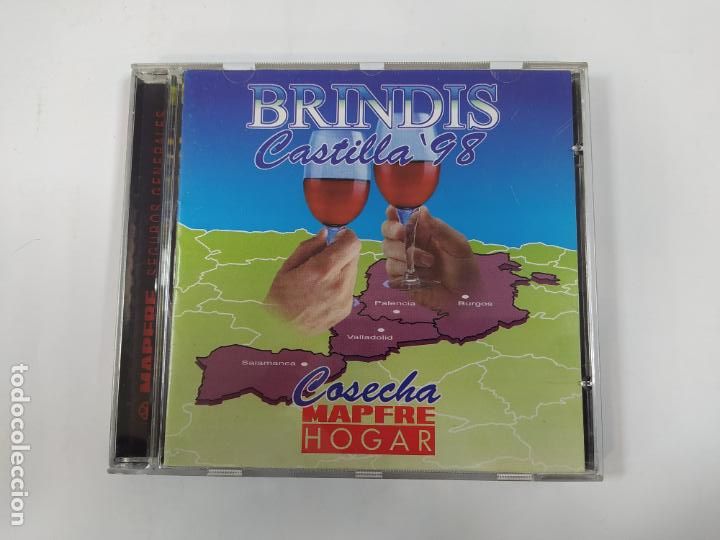 BRINDIS
Castilla '98
Palencia
Burgos
Valladolid
Salamanca
Cosecha
MAPFRE
HOGAR
MAPFRE SEGUROS GENERALES
todocoleccion